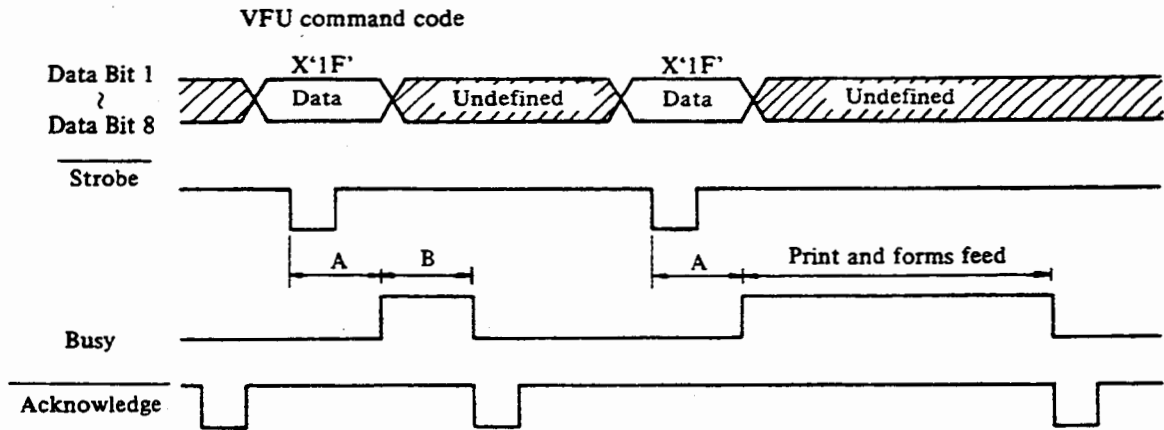 VFU command code
X‘1F’ X‘1F’
Data Bit 1
≀
Data Bit 8
Data Undefined Data Undefined
Strobe
A B A Print and forms feed
Busy
Acknowledge